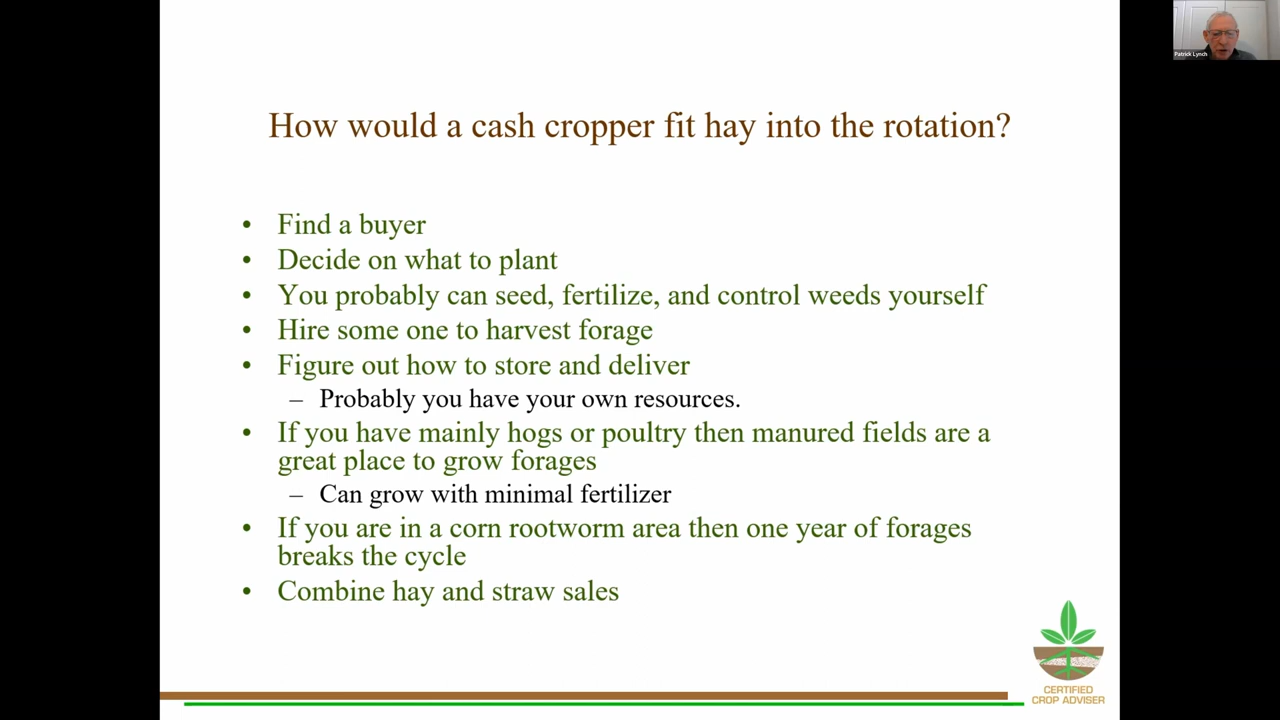 Patrick Lynch
How would a cash cropper fit hay into the rotation?
• Find a buyer
• Decide on what to plant
• You probably can seed, fertilize, and control weeds yourself
• Hire some one to harvest forage
• Figure out how to store and deliver
– Probably you have your own resources.
• If you have mainly hogs or poultry then manured fields are a
great place to grow forages
– Can grow with minimal fertilizer
• If you are in a corn rootworm area then one year of forages
breaks the cycle
• Combine hay and straw sales
CERTIFIED
CROP ADVISER